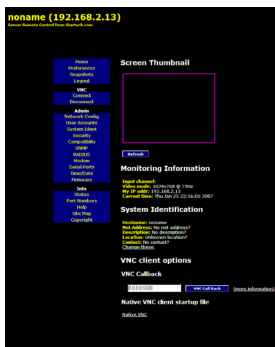 noname (192.168.2.13)
Server Remote Control from Startech.com
Home
Preferences
Snapshots
Logout
VNC
Connect
Disconnect
Admin
Network Config
User Accounts
System Ident
Security
Compatibility
SNMP
RADIUS
Modem
Serial Ports
Time/Date
Firmware
Info
Status
Port Numbers
Help
Site Map
Copyright
Screen Thumbnail
Refresh
Monitoring Information
Input channel:
Video mode: 1024x768 @ 75Hz
My IP addr: 192.168.2.13
Current time: Thu Jan 25 22:56:05 2007
System Identification
Hostname: noname
Net Address: No net address?
Description: No description?
Location: Unknown location?
Contact: No contact?
Change these.
VNC client options
VNC Callback
VNC Call Back
(more information)
Native VNC client startup file
Native VNC